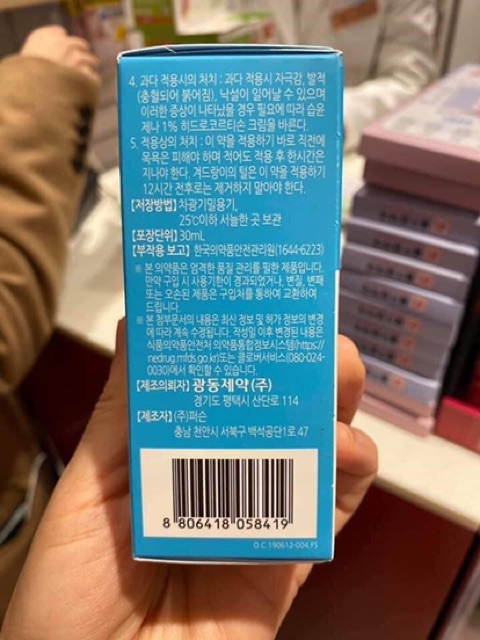 4. 과다 적용시의 처치 : 과다 적용시 자극감, 발적
(충혈되어 붉어짐), 낙설이 일어날 수 있으며
이러한 증상이 나타났을 경우 필요에 따라 습윤
제나 1% 히드로코르티손 크림을 바른다.
5. 적용상의 처치 : 이 약을 적용하기 바로 직전에
목욕은 피해야 하며 적어도 적용 후 한시간은
지나야 한다. 겨드랑이의 털은 이 약을 적용하기
12시간 전후로는 제거하지 말아야 한다.
【저장방법】 차광기밀용기,
25℃이하 서늘한 곳 보관
【포장단위】 30mL
【부작용 보고】 한국의약품안전관리원(1644-6223)
※ 본 의약품은 엄격한 품질 관리를 필한 제품입니다.
만약 구입 시 사용기한이 경과되었거나, 변질, 변패
또는 오손된 제품은 구입처를 통하여 교환하여
드립니다.
※ 본 첨부문서의 내용은 최신 정보 및 허가 정보의 변경
에 따라 계속 수정됩니다. 작성일 이후 변경된 내용은
식품의약품안전처 의약품통합정보시스템(https://
nedrug.mfds.go.kr)또는 클로버서비스(080-024-
0030)에서 확인할 수 있습니다.
【제조의뢰자】 광동제약(주)
경기도 평택시 산단로 114
【제조자】 (주)퍼슨
충남 천안시 서북구 백석공단1로 47
8 806418 058419
O.C.190612-004.FS